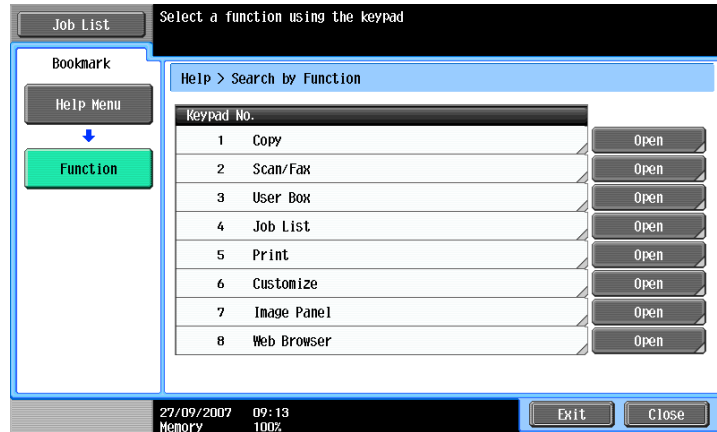 Job List
Select a function using the keypad
Bookmark
Help Menu
Function
Help > Search by Function
Keypad No.
1 Copy Open
2 Scan/Fax Open
3 User Box Open
4 Job List Open
5 Print Open
6 Customize Open
7 Image Panel Open
8 Web Browser Open
27/09/2007 09:13
Memory 100%
Exit Close